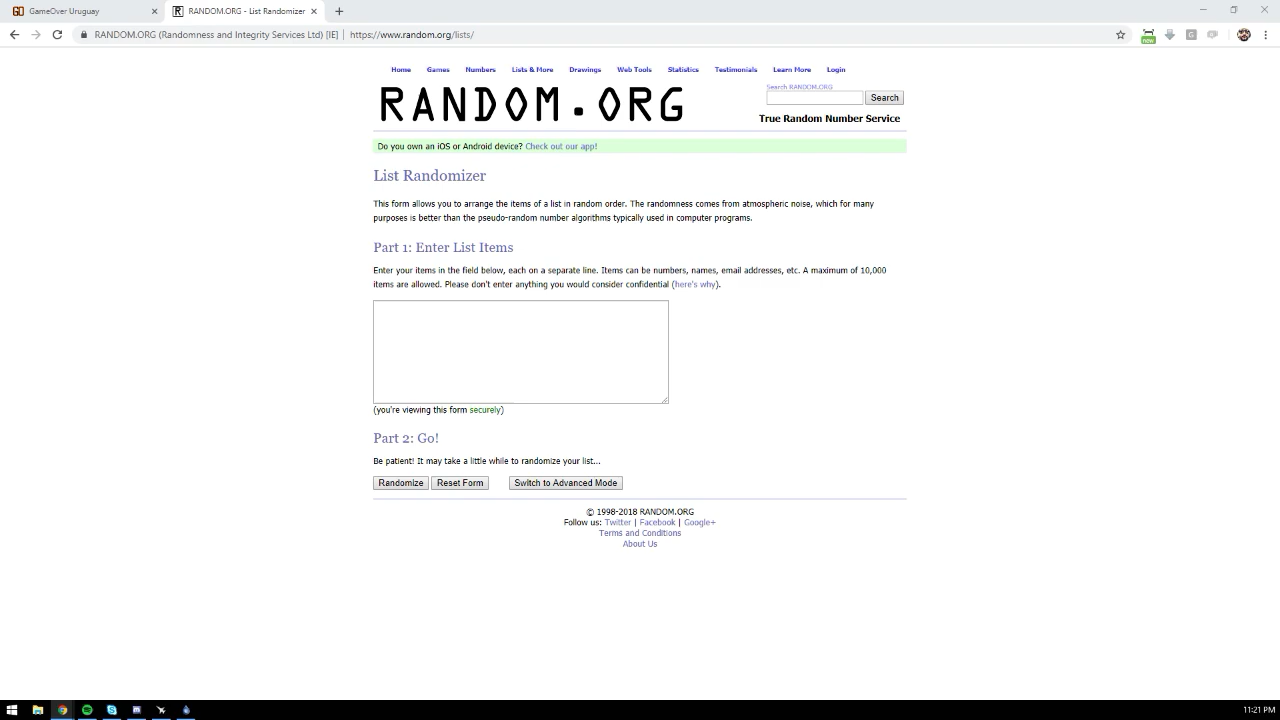 GameOver Uruguay
RANDOM.ORG - List Randomizer
RANDOM.ORG (Randomness and Integrity Services Ltd) [IE] | https://www.random.org/lists/
new
Home Games Numbers Lists & More Drawings Web Tools Statistics Testimonials Learn More Login
RANDOM.ORG
Search RANDOM.ORG
Search
True Random Number Service
Do you own an iOS or Android device? Check out our app!
List Randomizer
This form allows you to arrange the items of a list in random order. The randomness comes from atmospheric noise, which for many
purposes is better than the pseudo-random number algorithms typically used in computer programs.
Part 1: Enter List Items
Enter your items in the field below, each on a separate line. Items can be numbers, names, email addresses, etc. A maximum of 10,000
items are allowed. Please don't enter anything you would consider confidential (here's why).
(you're viewing this form securely)
Part 2: Go!
Be patient! It may take a little while to randomize your list...
Randomize Reset Form Switch to Advanced Mode
© 1998-2018 RANDOM.ORG
Follow us: Twitter | Facebook | Google+
Terms and Conditions
About Us
11:21 PM